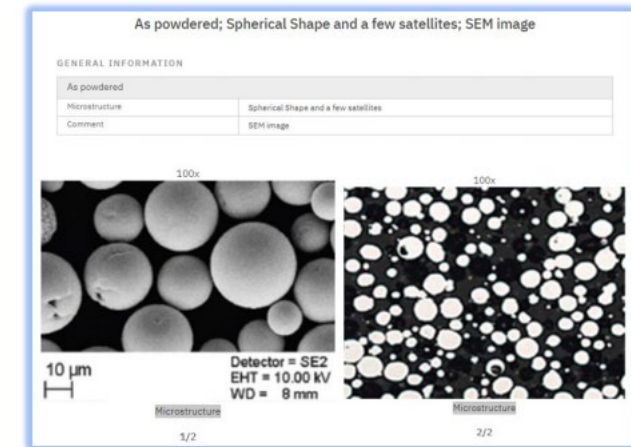 As powdered; Spherical Shape and a few satellites; SEM image
GENERAL INFORMATION
As powdered
Microstructure Spherical Shape and a few satellites
Comment SEM image
100x
10 µm
Detector = SE2
EHT = 10.00 kV
WD = 8 mm
Microstructure
1/2
100x
Microstructure
2/2